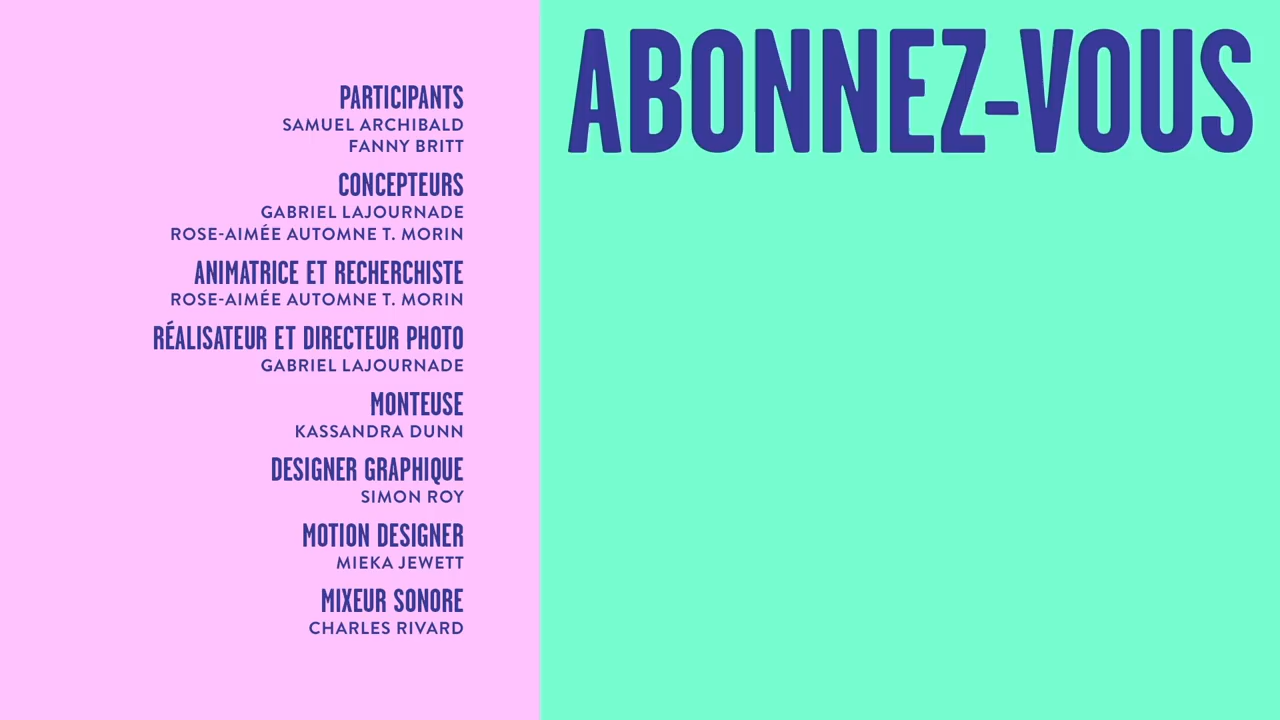 PARTICIPANTS
SAMUEL ARCHIBALD
FANNY BRITT
CONCEPTEURS
GABRIEL LAJOURNADE
ROSE-AIMÉE AUTOMNE T. MORIN
ANIMATRICE ET RECHERCHISTE
ROSE-AIMÉE AUTOMNE T. MORIN
RÉALISATEUR ET DIRECTEUR PHOTO
GABRIEL LAJOURNADE
MONTEUSE
KASSANDRA DUNN
DESIGNER GRAPHIQUE
SIMON ROY
MOTION DESIGNER
MIEKA JEWETT
MIXEUR SONORE
CHARLES RIVARD
ABONNEZ-VOUS